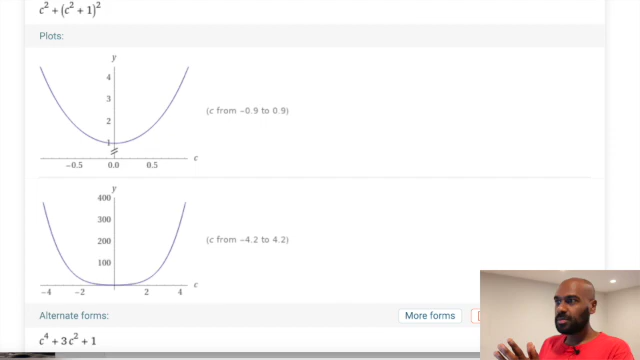 c² + (c² + 1)²
Plots:
y
4
3
2
1
−0.5 0.0 0.5 c
(c from −0.9 to 0.9)
y
400
300
200
100
−4 −2 2 4 c
(c from −4.2 to 4.2)
Alternate forms:
More forms
c⁴ + 3 c² + 1